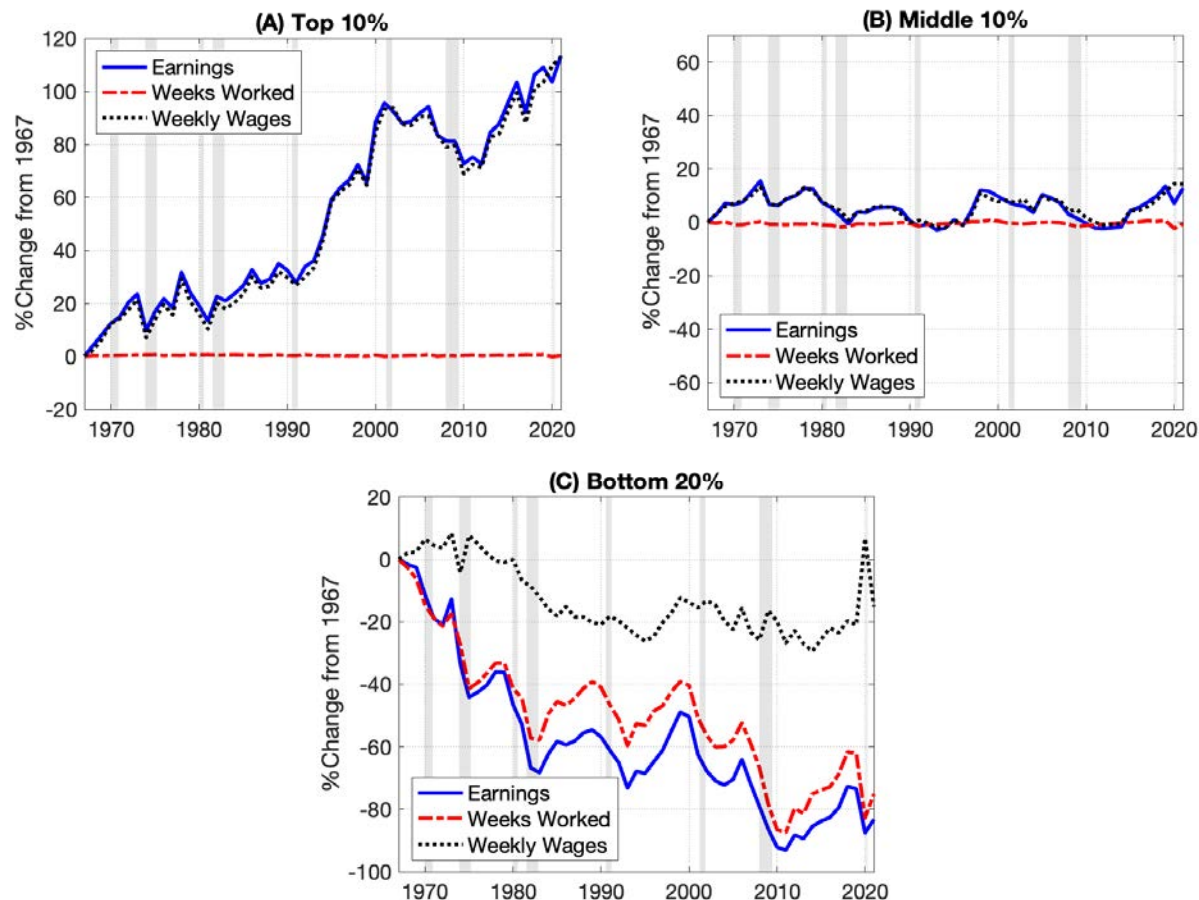 (A) Top 10%
120
100
80
60
40
20
0
-20
%Change from 1967
Earnings
Weeks Worked
Weekly Wages
1970 1980 1990 2000 2010 2020
(B) Middle 10%
60
40
20
0
-20
-40
-60
%Change from 1967
Earnings
Weeks Worked
Weekly Wages
1970 1980 1990 2000 2010 2020
(C) Bottom 20%
20
0
-20
-40
-60
-80
-100
%Change from 1967
Earnings
Weeks Worked
Weekly Wages
1970 1980 1990 2000 2010 2020